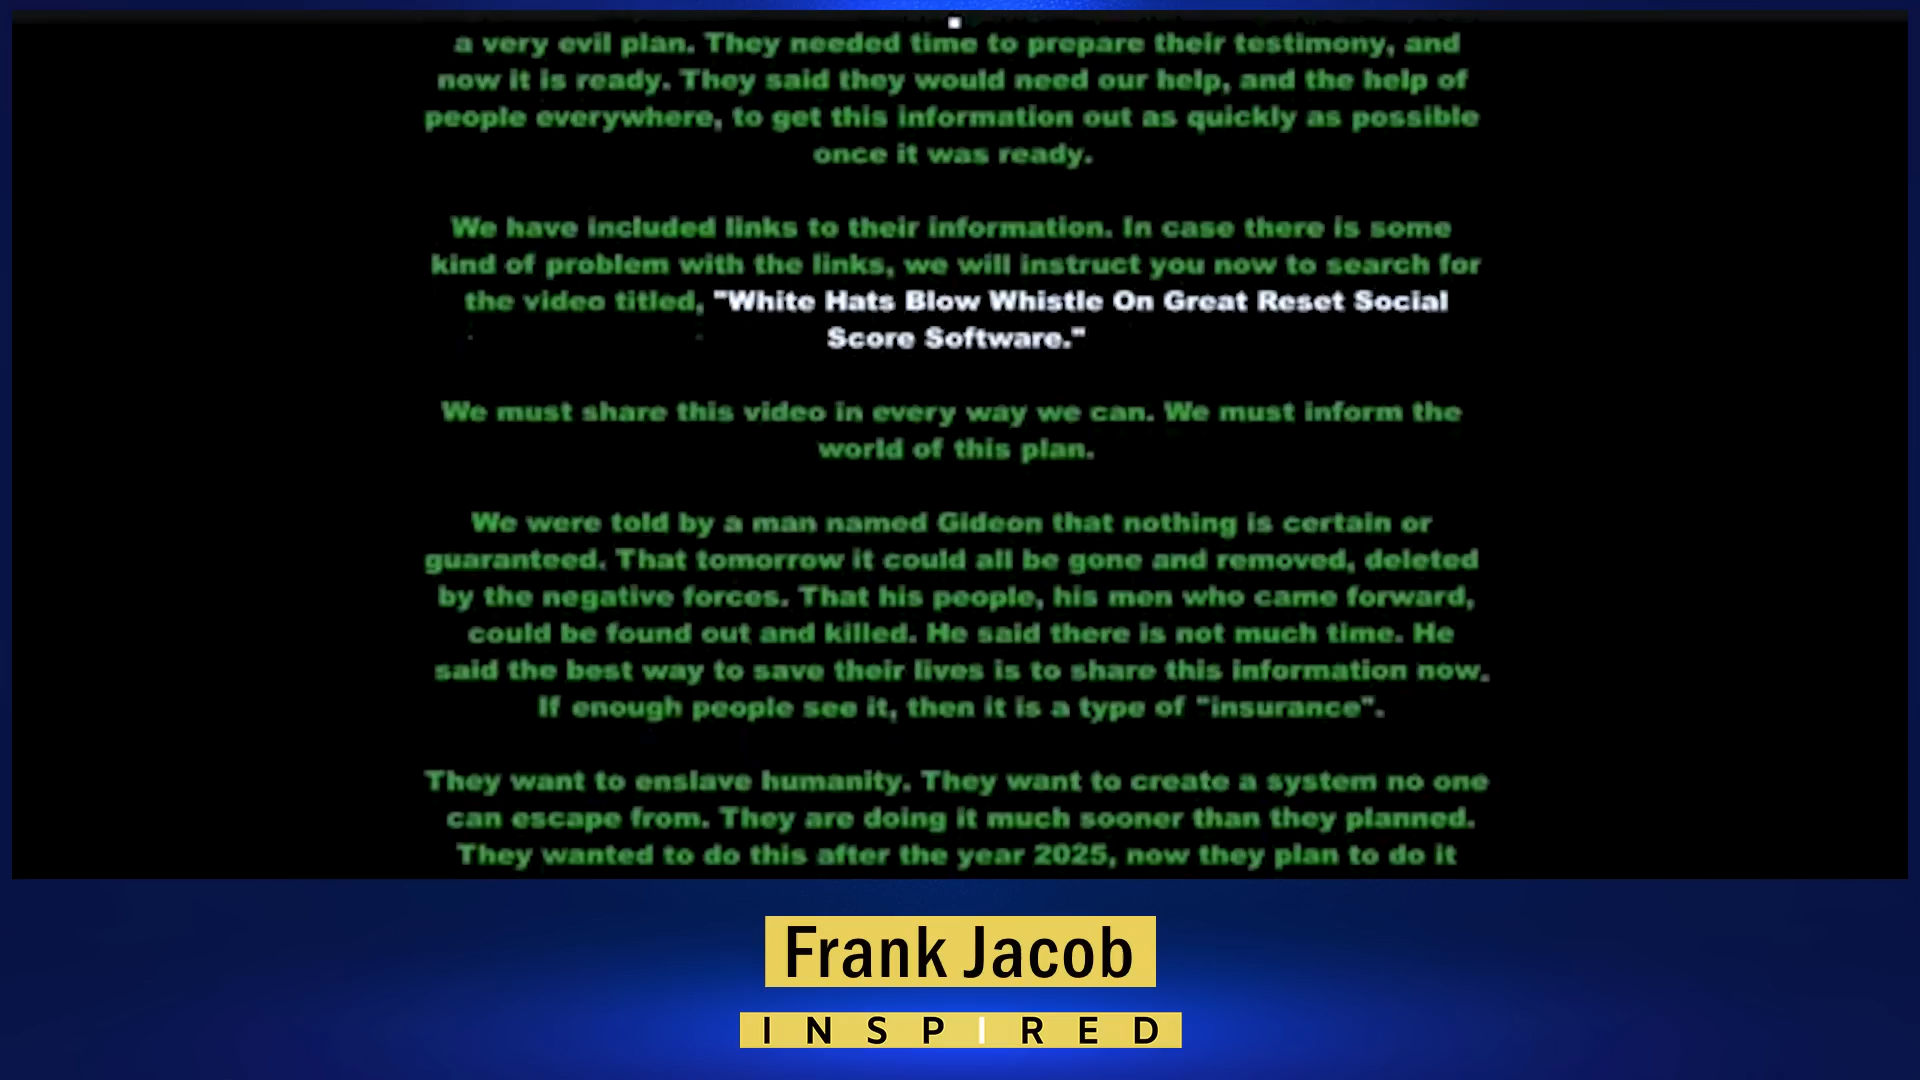 a very evil plan. They needed time to prepare their testimony, and
now it is ready. They said they would need our help, and the help of
people everywhere, to get this information out as quickly as possible
once it was ready.
We have included links to their information. In case there is some
kind of problem with the links, we will instruct you now to search for
the video titled, "White Hats Blow Whistle On Great Reset Social
Score Software."
We must share this video in every way we can. We must inform the
world of this plan.
We were told by a man named Gideon that nothing is certain or
guaranteed. That tomorrow it could all be gone and removed, deleted
by the negative forces. That his people, his men who came forward,
could be found out and killed. He said there is not much time. He
said the best way to save their lives is to share this information now.
If enough people see it, then it is a type of "insurance".
They want to enslave humanity. They want to create a system no one
can escape from. They are doing it much sooner than they planned.
They wanted to do this after the year 2025, now they plan to do it
Frank Jacob
INSPIRED